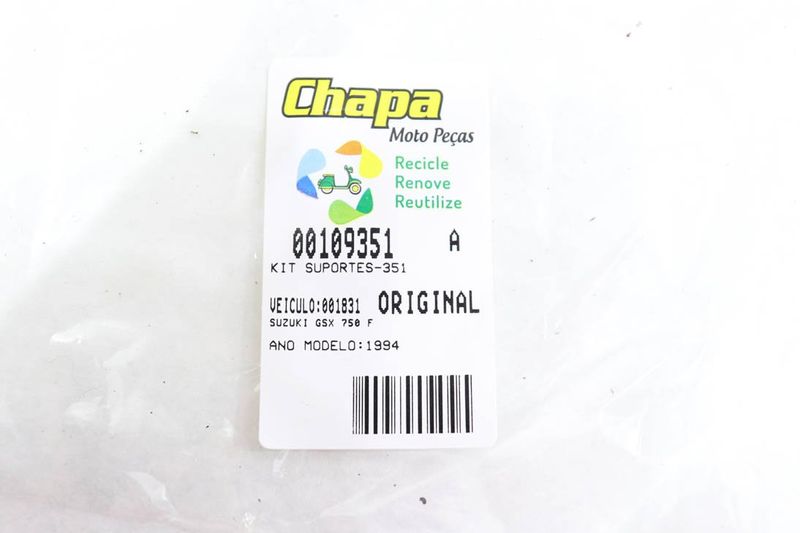 Chapa
Moto Peças
Recicle
Renove
Reutilize
00109351 A
KIT SUPORTES-351
VEICULO:001831 ORIGINAL
SUZUKI GSX 750 F
ANO MODELO:1994